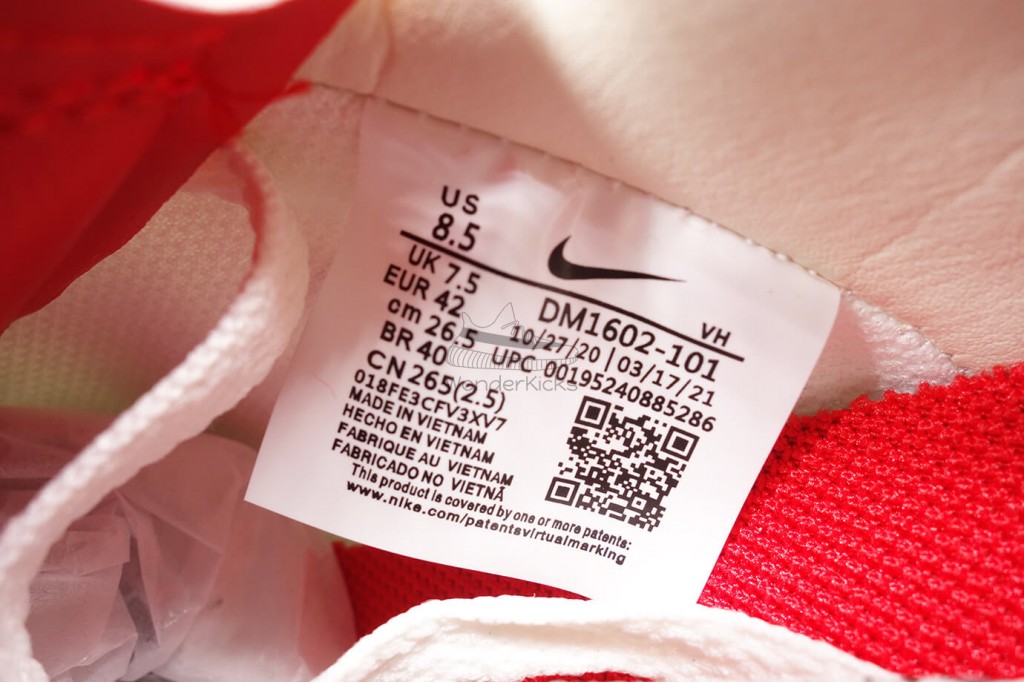 US
8.5
UK 7.5
EUR 42
cm 26.5
BR 40
CN 265(2.5)
018FE3CFV3XV7
MADE IN VIETNAM
HECHO EN VIETNAM
FABRIQUE AU VIETNAM
FABRICADO NO VIETNÃ
This product is covered by one or more patents:
www.nike.com/patentsvirtualmarking
VH
DM1602-101
10/27/20 | 03/17/21
UPC 00195240885286
WonderKicks